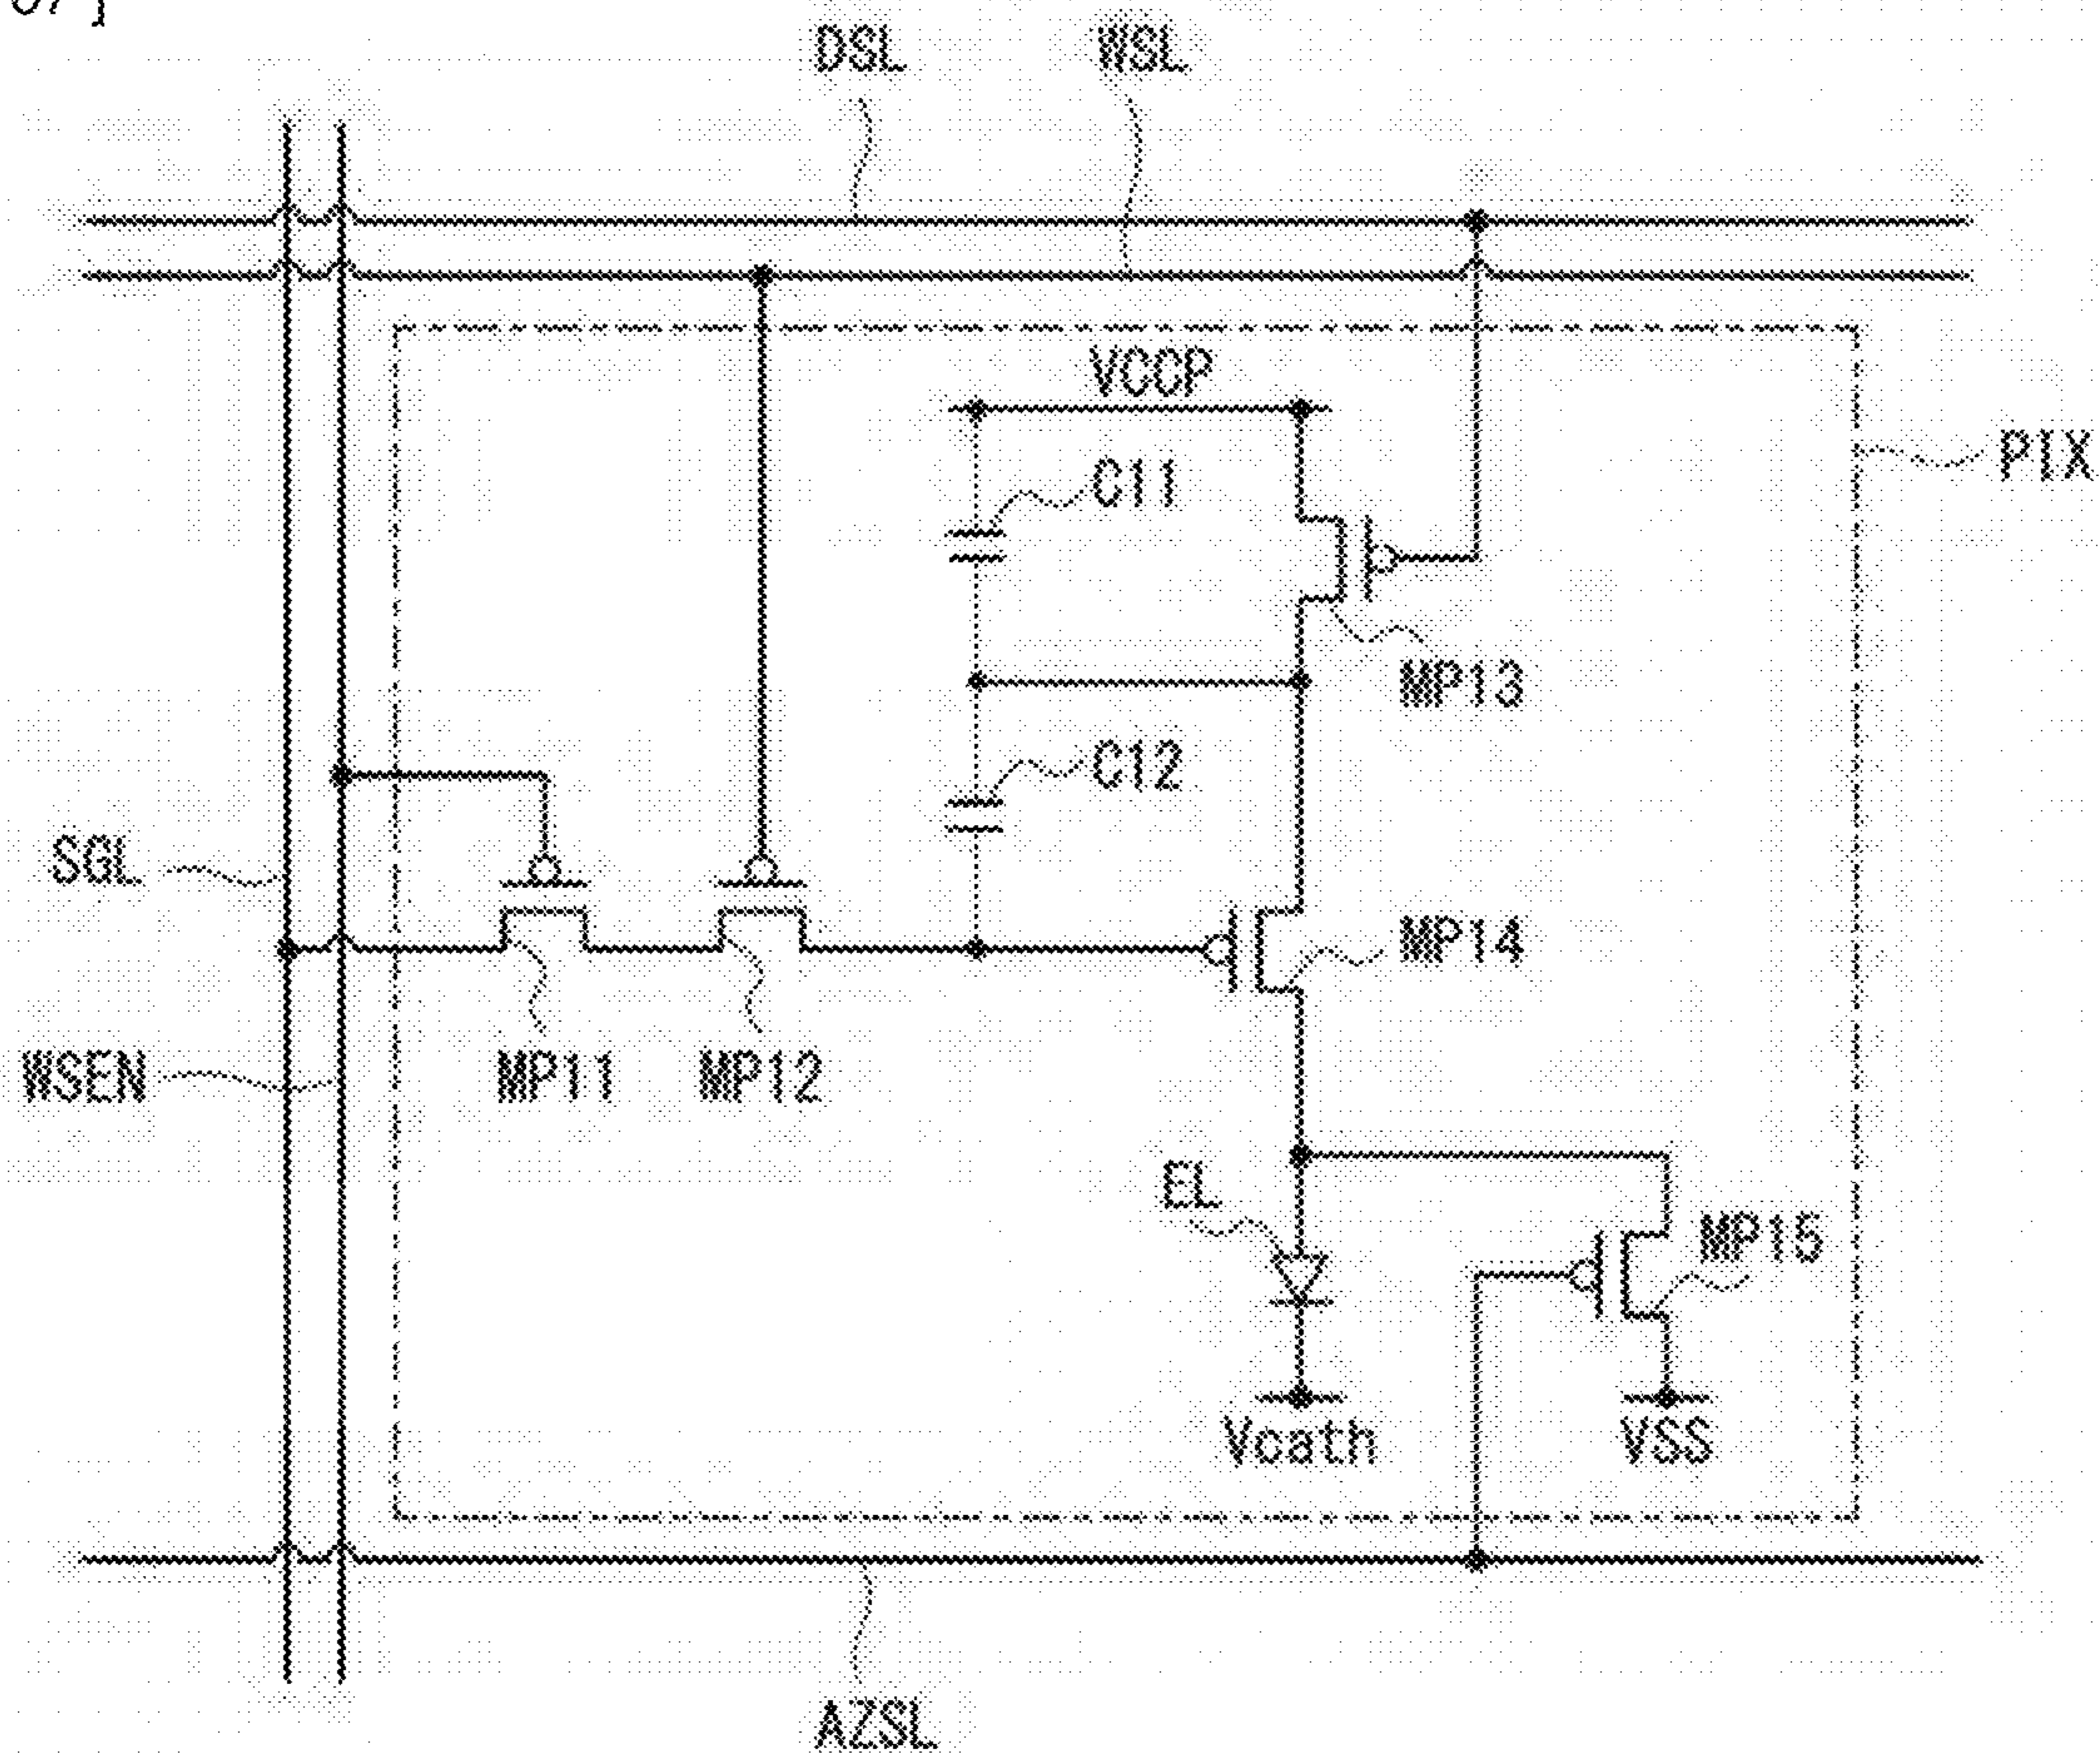 DSL
WSL
VCCP
PIX
C11
MP13
C12
SGL
MP14
WSEN
MP11
MP12
EL
MP15
Vcath
VSS
AZSL